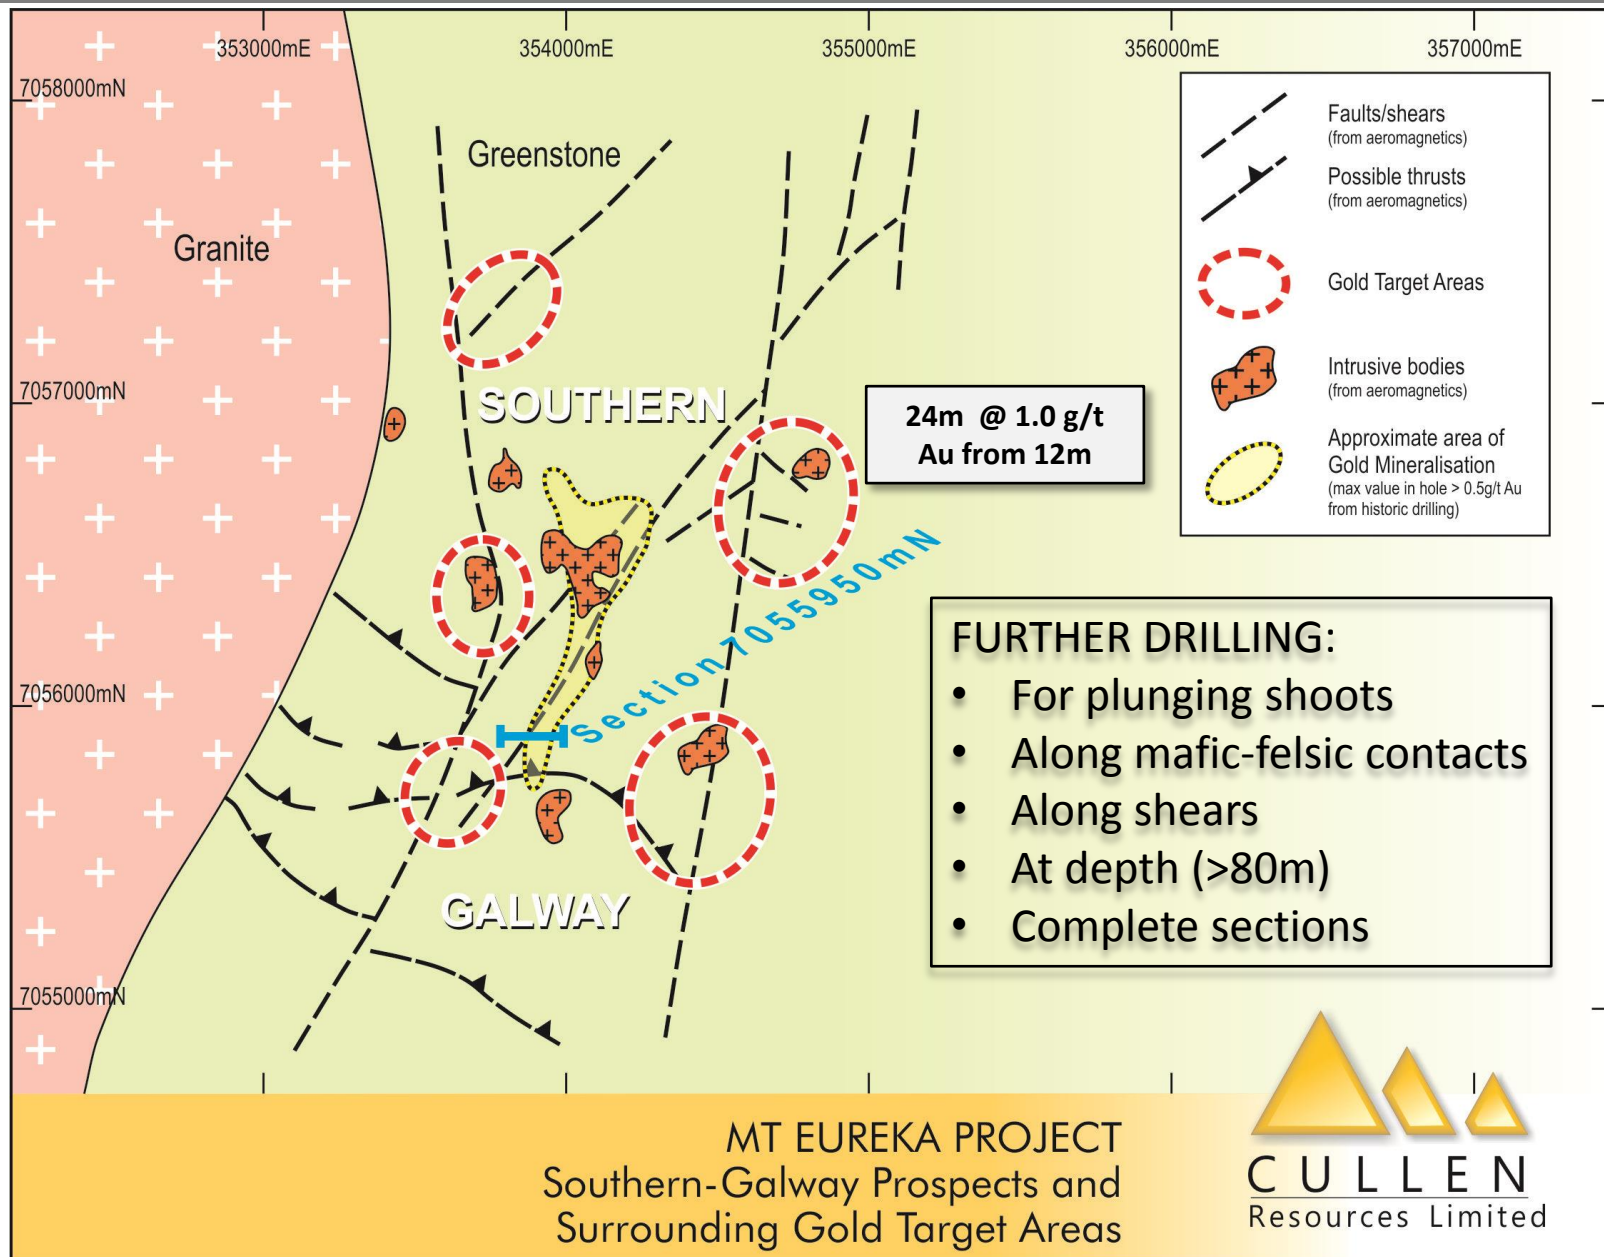 353000mE
354000mE
355000mE
356000mE
357000mE
7058000mN
Greenstone
Granite
7057000mN
SOUTHERN
24m @ 1.0 g/t
Au from 12m
Section 7055950mN
7056000mN
GALWAY
7055000mN
Faults/shears
(from aeromagnetics)
Possible thrusts
(from aeromagnetics)
Gold Target Areas
Intrusive bodies
(from aeromagnetics)
Approximate area of
Gold Mineralisation
(max value in hole > 0.5g/t Au
from historic drilling)
FURTHER DRILLING:
• For plunging shoots
• Along mafic-felsic contacts
• Along shears
• At depth (>80m)
• Complete sections
MT EUREKA PROJECT
Southern-Galway Prospects and
Surrounding Gold Target Areas
CULLEN
Resources Limited